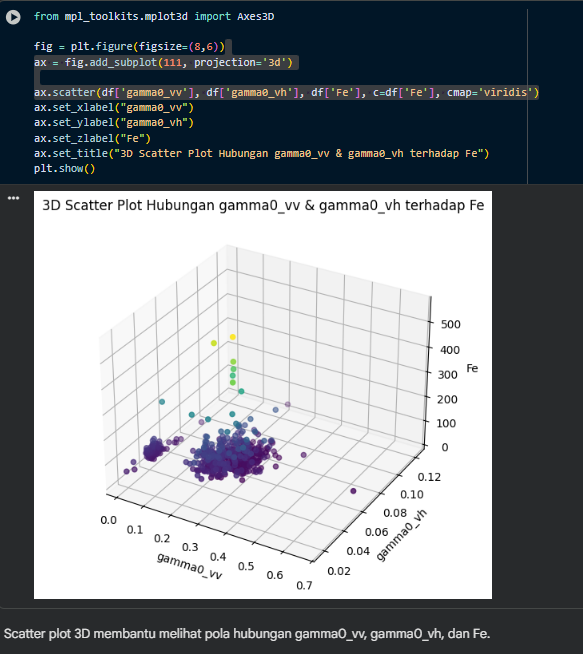 from mpl_toolkits.mplot3d import Axes3D
fig = plt.figure(figsize=(8,6))
ax = fig.add_subplot(111, projection='3d')
ax.scatter(df['gamma0_vv'], df['gamma0_vh'], df['Fe'], c=df['Fe'], cmap='viridis')
ax.set_xlabel("gamma0_vv")
ax.set_ylabel("gamma0_vh")
ax.set_zlabel("Fe")
ax.set_title("3D Scatter Plot Hubungan gamma0_vv & gamma0_vh terhadap Fe")
plt.show()
3D Scatter Plot Hubungan gamma0_vv & gamma0_vh terhadap Fe
500
400
300
200
100
0
Fe
0.12
0.10
0.08
0.06
0.04
0.02
gamma0_vh
0.0
0.1
0.2
0.3
0.4
0.5
0.6
0.7
gamma0_vv
Scatter plot 3D membantu melihat pola hubungan gamma0_vv, gamma0_vh, dan Fe.